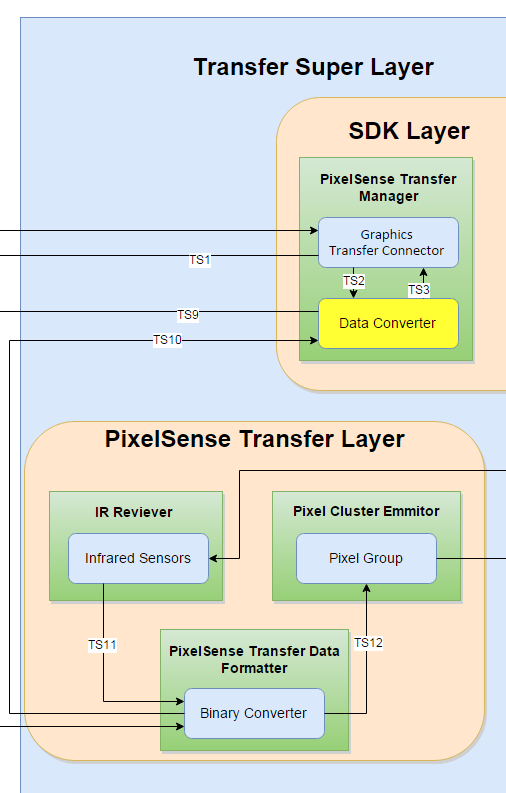 Transfer Super Layer
SDK Layer
PixelSense Transfer
Manager
Graphics
Transfer Connector
TS1
TS2
TS3
TS9
Data Converter
TS10
PixelSense Transfer Layer
IR Reviever
Pixel Cluster Emmitor
Infrared Sensors
Pixel Group
TS11
TS12
PixelSense Transfer Data
Formatter
Binary Converter